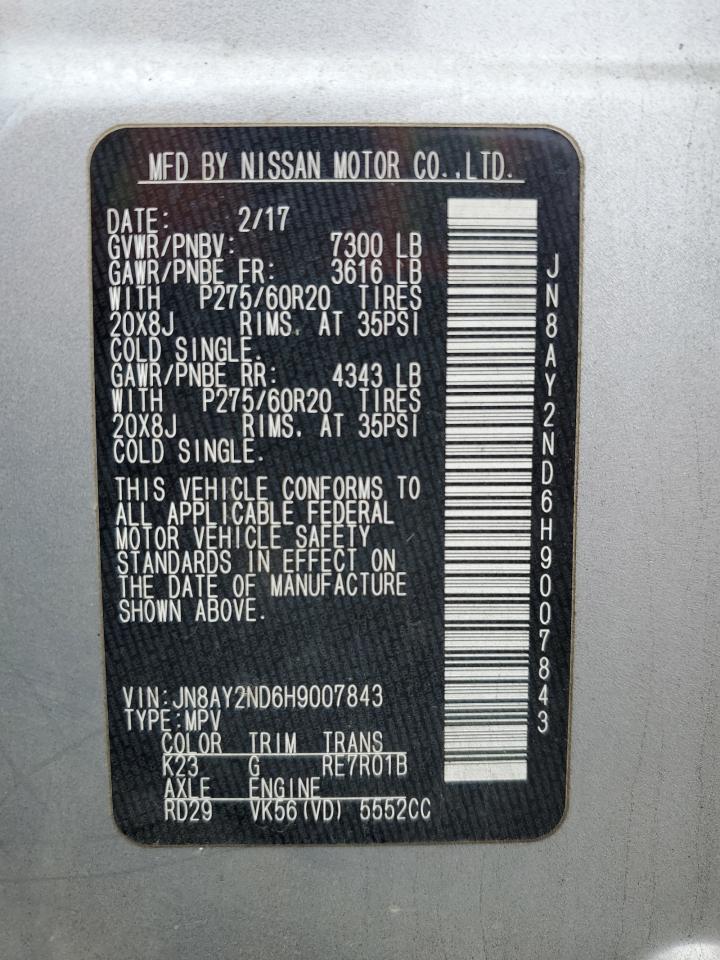 MFD BY NISSAN MOTOR CO.,LTD.
DATE: 2/17
GVWR/PNBV: 7300 LB
GAWR/PNBE FR: 3616 LB
WITH P275/60R20 TIRES
20X8J RIMS. AT 35PSI
COLD SINGLE.
GAWR/PNBE RR: 4343 LB
WITH P275/60R20 TIRES
20X8J RIMS. AT 35PSI
COLD SINGLE.
THIS VEHICLE CONFORMS TO
ALL APPLICABLE FEDERAL
MOTOR VEHICLE SAFETY
STANDARDS IN EFFECT ON
THE DATE OF MANUFACTURE
SHOWN ABOVE.
VIN:JN8AY2ND6H9007843
TYPE:MPV
COLOR TRIM TRANS
K23 G RE7R01B
AXLE ENGINE
RD29 VK56(VD) 5552CC
JN8AY2ND6H9007843